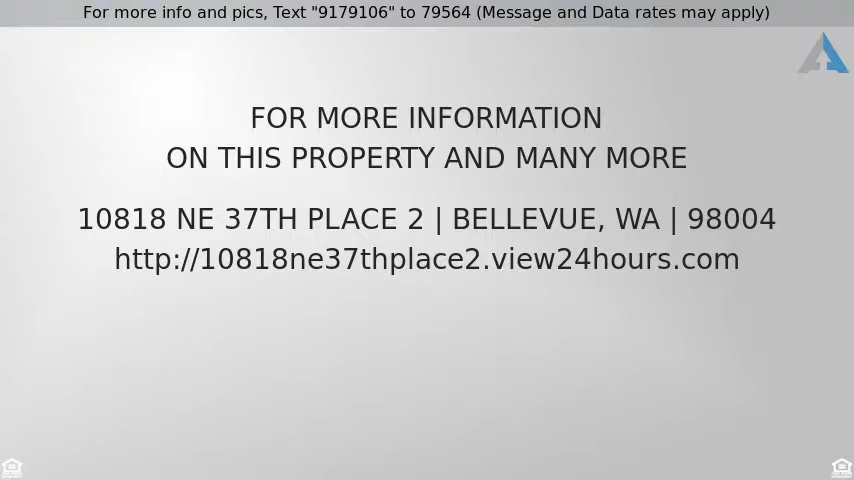 For more info and pics, Text "9179106" to 79564 (Message and Data rates may apply)
FOR MORE INFORMATION
ON THIS PROPERTY AND MANY MORE
10818 NE 37TH PLACE 2 | BELLEVUE, WA | 98004
http://10818ne37thplace2.view24hours.com